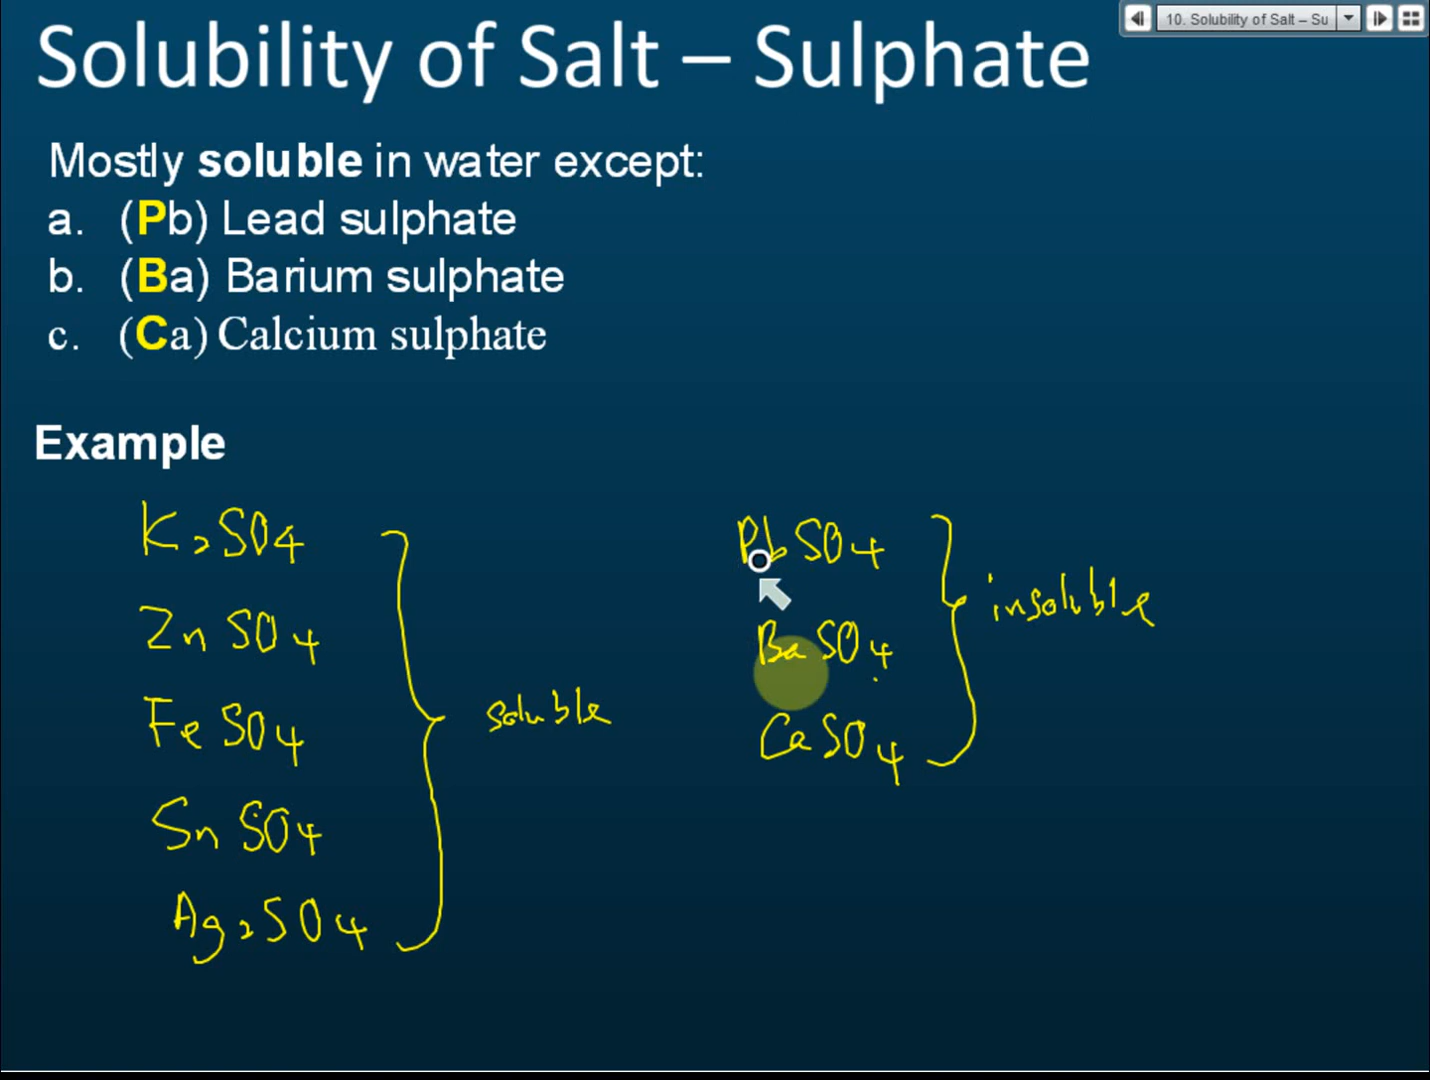 Solubility of Salt – Sulphate
10. Solubility of Salt – Su
Mostly soluble in water except:
a. (Pb) Lead sulphate
b. (Ba) Barium sulphate
c. (Ca) Calcium sulphate
Example
K2SO4
ZnSO4
FeSO4
SnSO4
Ag2SO4
soluble
PbSO4
BaSO4
CaSO4
insoluble